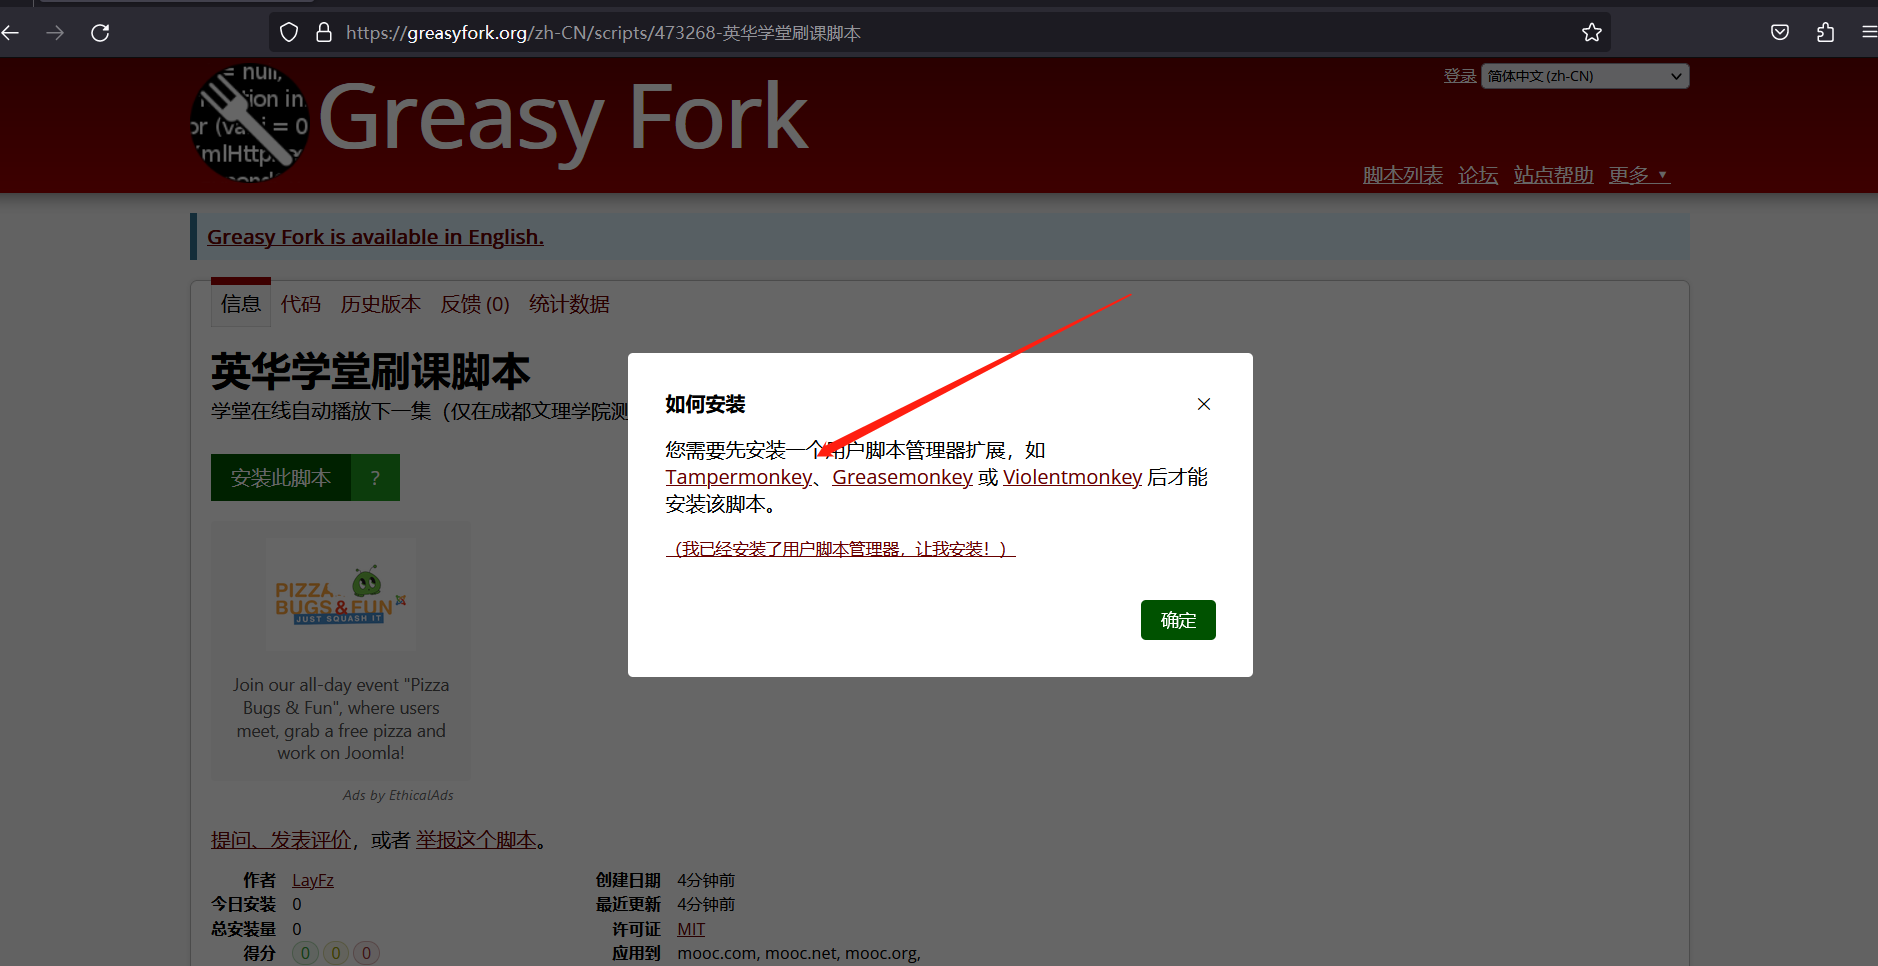 https://greasyfork.org/zh-CN/scripts/473268-英华学堂刷课脚本
登录 简体中文 (zh-CN)
Greasy Fork
脚本列表 论坛 站点帮助 更多 ▼
Greasy Fork is available in English.
信息 代码 历史版本 反馈 (0) 统计数据
英华学堂刷课脚本
学堂在线自动播放下一集（仅在成都文理学院测
安装此脚本 ?
如何安装
您需要先安装一个用户脚本管理器扩展，如
Tampermonkey、Greasemonkey 或 Violentmonkey 后才能
安装该脚本。
（我已经安装了用户脚本管理器，让我安装！）
确定
PIZZA
BUGS & FUN
JUST SQUASH IT
Join our all-day event "Pizza
Bugs & Fun", where users
meet, grab a free pizza and
work on Joomla!
Ads by EthicalAds
提问、发表评价，或者 举报这个脚本。
作者 LayFz
今日安装 0
总安装量 0
得分 0 0 0
创建日期 4分钟前
最近更新 4分钟前
许可证 MIT
应用到 mooc.com, mooc.net, mooc.org,